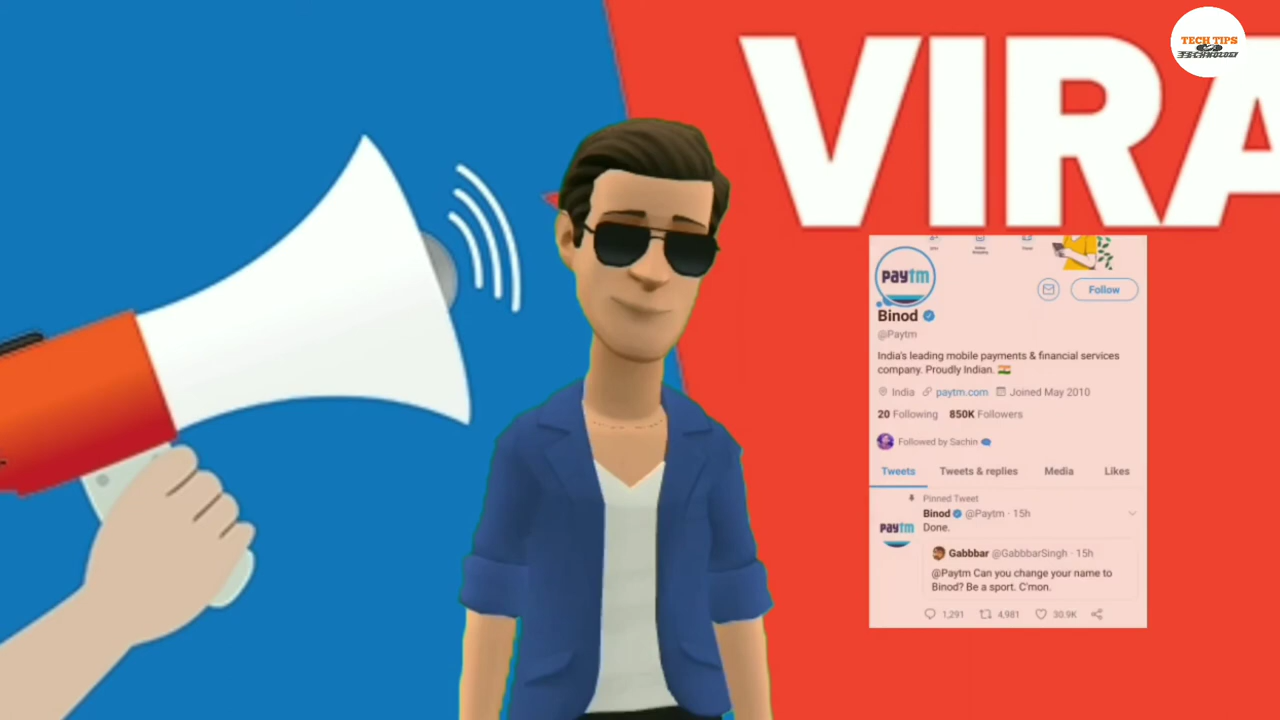 VIRA
TECH TIPS
TECHNOLOGY
paytm
Follow
Binod
@Paytm
India's leading mobile payments & financial services
company. Proudly Indian. 🇮🇳
India paytm.com Joined May 2010
20 Following 850K Followers
Followed by Sachin
Tweets Tweets & replies Media Likes
Pinned Tweet
Binod @Paytm · 15h
paytm Done.
Gabbbar @GabbbarSingh · 15h
@Paytm Can you change your name to
Binod? Be a sport. C'mon.
1,291 4,981 30.9K